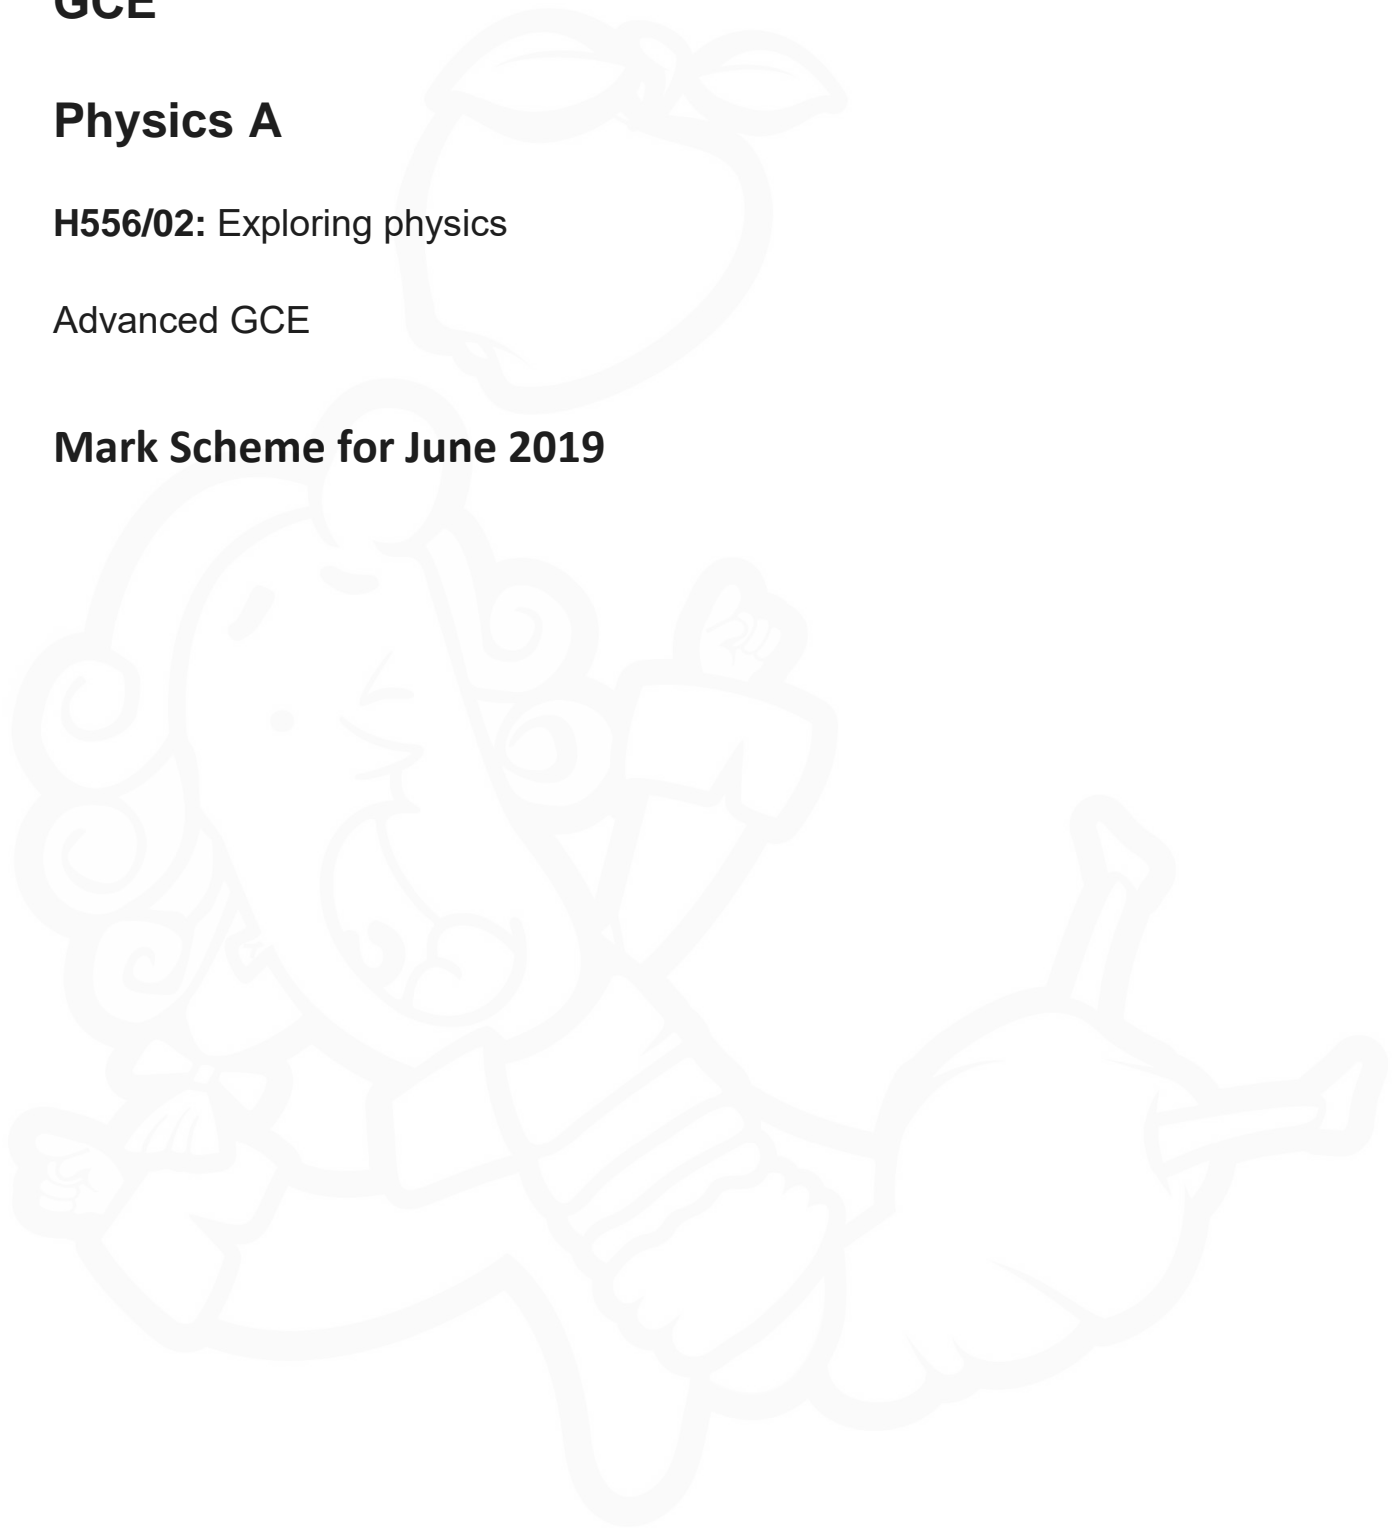 GCE
Physics A
H556/02: Exploring physics
Advanced GCE
Mark Scheme for June 2019